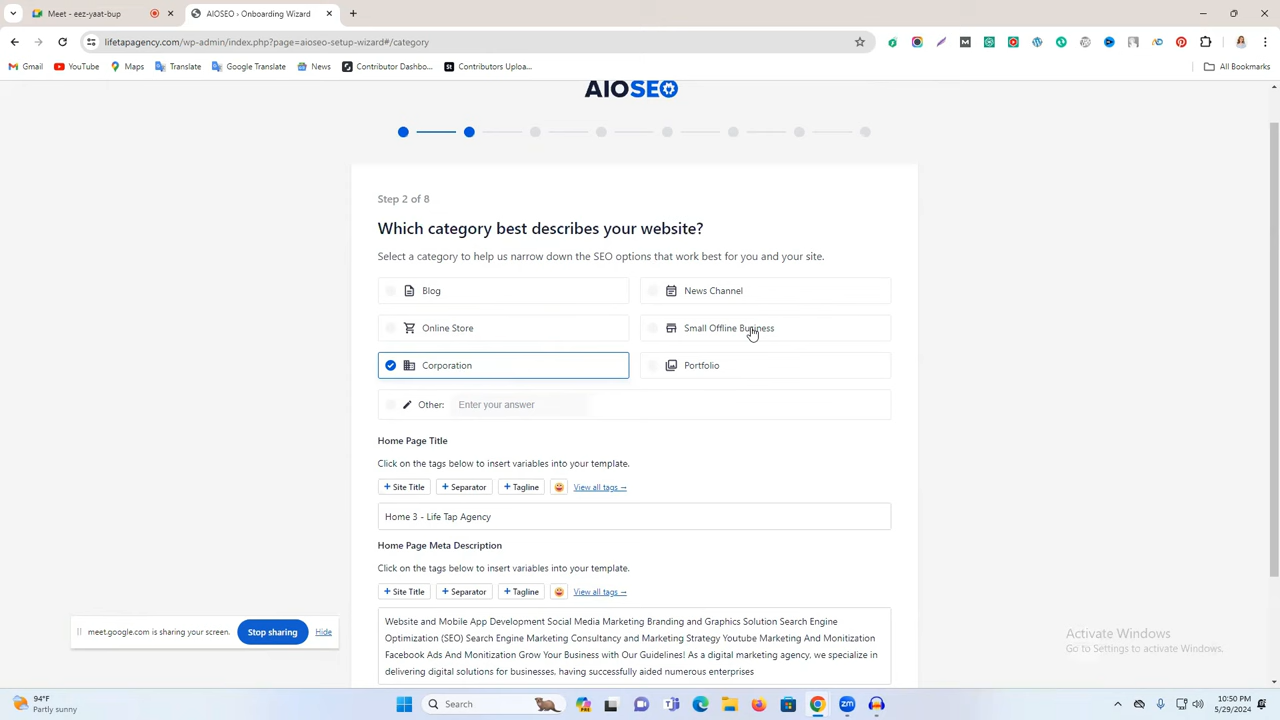 Meet - eez-yaat-bup
AIOSEO › Onboarding Wizard
lifetapagency.com/wp-admin/index.php?page=aioseo-setup-wizard#/category
Gmail
YouTube
Maps
Translate
Google Translate
News
Contributor Dashbo...
Contributors Uploa...
All Bookmarks
AIOSEO
Step 2 of 8
Which category best describes your website?
Select a category to help us narrow down the SEO options that work best for you and your site.
Blog
News Channel
Online Store
Small Offline Business
Corporation
Portfolio
Other: Enter your answer
Home Page Title
Click on the tags below to insert variables into your template.
+ Site Title + Separator + Tagline View all tags →
Home 3 - Life Tap Agency
Home Page Meta Description
Click on the tags below to insert variables into your template.
+ Site Title + Separator + Tagline View all tags →
Website and Mobile App Development Social Media Marketing Branding and Graphics Solution Search Engine
Optimization (SEO) Search Engine Marketing Consultancy and Marketing Strategy Youtube Marketing And Monitization
Facebook Ads And Monitization Grow Your Business with Our Guidelines! As a digital marketing agency, we specialize in
delivering digital solutions for businesses, having successfully aided numerous enterprises
meet.google.com is sharing your screen. Stop sharing Hide
Activate Windows
Go to Settings to activate Windows.
94°F
Partly sunny
Search
10:50 PM
5/29/2024